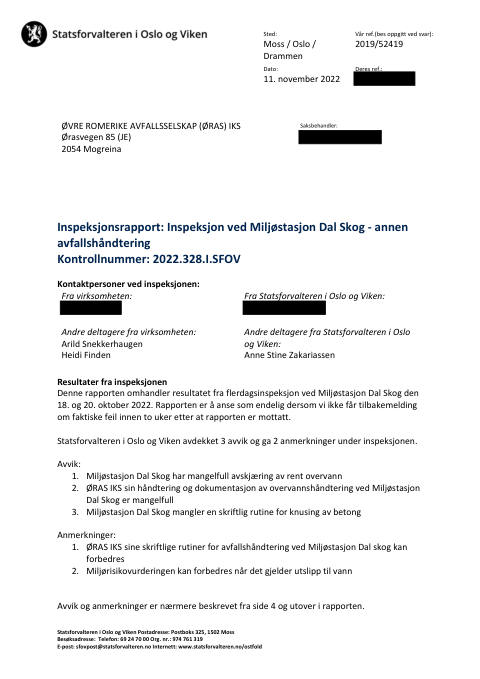 Statsforvalteren i Oslo og Viken
Sted:
Moss / Oslo /
Drammen
Vår ref.(bes oppgitt ved svar):
2019/52419
Dato:
11. november 2022
Deres ref.:
ØVRE ROMERIKE AVFALLSSELSKAP (ØRAS) IKS
Ørasvegen 85 (JE)
2054 Mogreina
Saksbehandler:
Inspeksjonsrapport: Inspeksjon ved Miljøstasjon Dal Skog - annen
avfallshåndtering
Kontrollnummer: 2022.328.I.SFOV
Kontaktpersoner ved inspeksjonen:
Fra virksomheten:
Fra Statsforvalteren i Oslo og Viken:
Andre deltagere fra virksomheten:
Arild Snekkerhaugen
Heidi Finden
Andre deltagere fra Statsforvalteren i Oslo
og Viken:
Anne Stine Zakariassen
Resultater fra inspeksjonen
Denne rapporten omhandler resultatet fra flerdagsinspeksjon ved Miljøstasjon Dal Skog den
18. og 20. oktober 2022. Rapporten er å anse som endelig dersom vi ikke får tilbakemelding
om faktiske feil innen to uker etter at rapporten er mottatt.
Statsforvalteren i Oslo og Viken avdekket 3 avvik og ga 2 anmerkninger under inspeksjonen.
Avvik:
1. Miljøstasjon Dal Skog har mangelfull avskjæring av rent overvann
2. ØRAS IKS sin håndtering og dokumentasjon av overvannshåndtering ved Miljøstasjon
Dal Skog er mangelfull
3. Miljøstasjon Dal Skog mangler en skriftlig rutine for knusing av betong
Anmerkninger:
1. ØRAS IKS sine skriftlige rutiner for avfallshåndtering ved Miljøstasjon Dal skog kan
forbedres
2. Miljørisikovurderingen kan forbedres når det gjelder utslipp til vann
Avvik og anmerkninger er nærmere beskrevet fra side 4 og utover i rapporten.
Statsforvalteren i Oslo og Viken Postadresse: Postboks 325, 1502 Moss
Besøksadresse: Telefon: 69 24 70 00 Org. nr.: 974 761 319
E-post: sfovpost@statsforvalteren.no Internett: www.statsforvalteren.no/ostfold